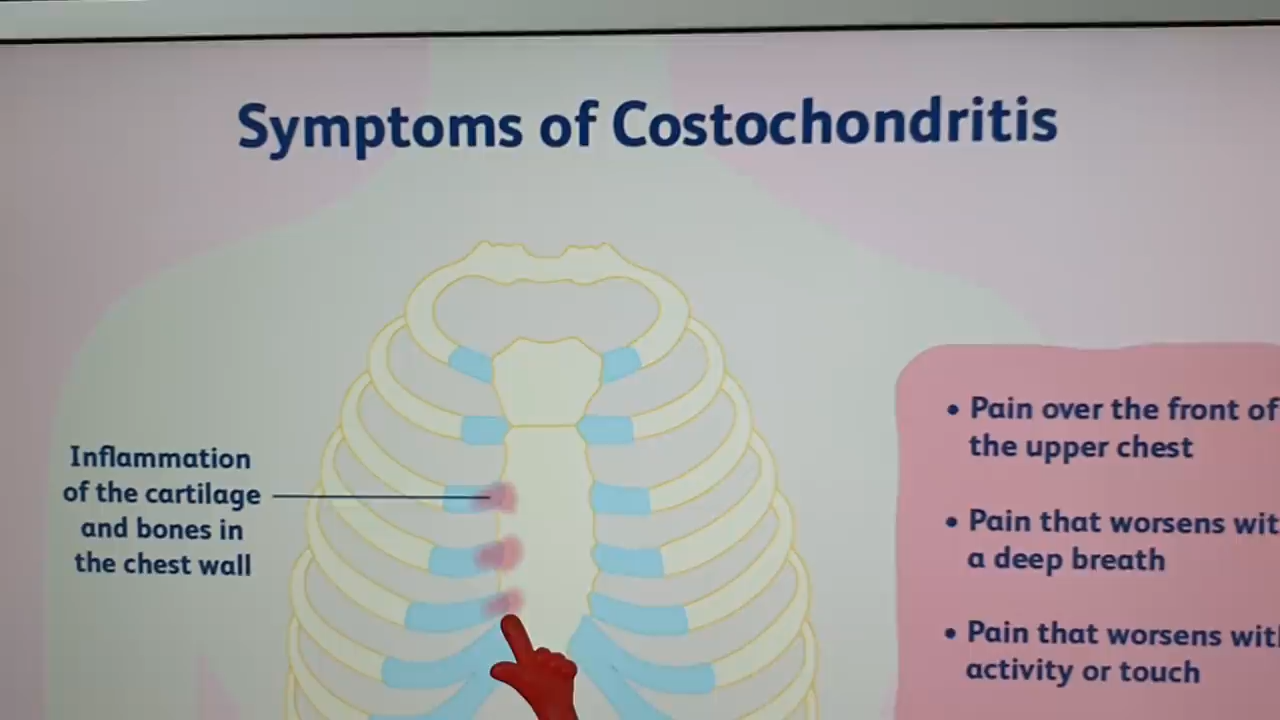 Symptoms of Costochondritis
Inflammation
of the cartilage
and bones in
the chest wall
• Pain over the front of
the upper chest
• Pain that worsens wit
a deep breath
• Pain that worsens wit
activity or touch